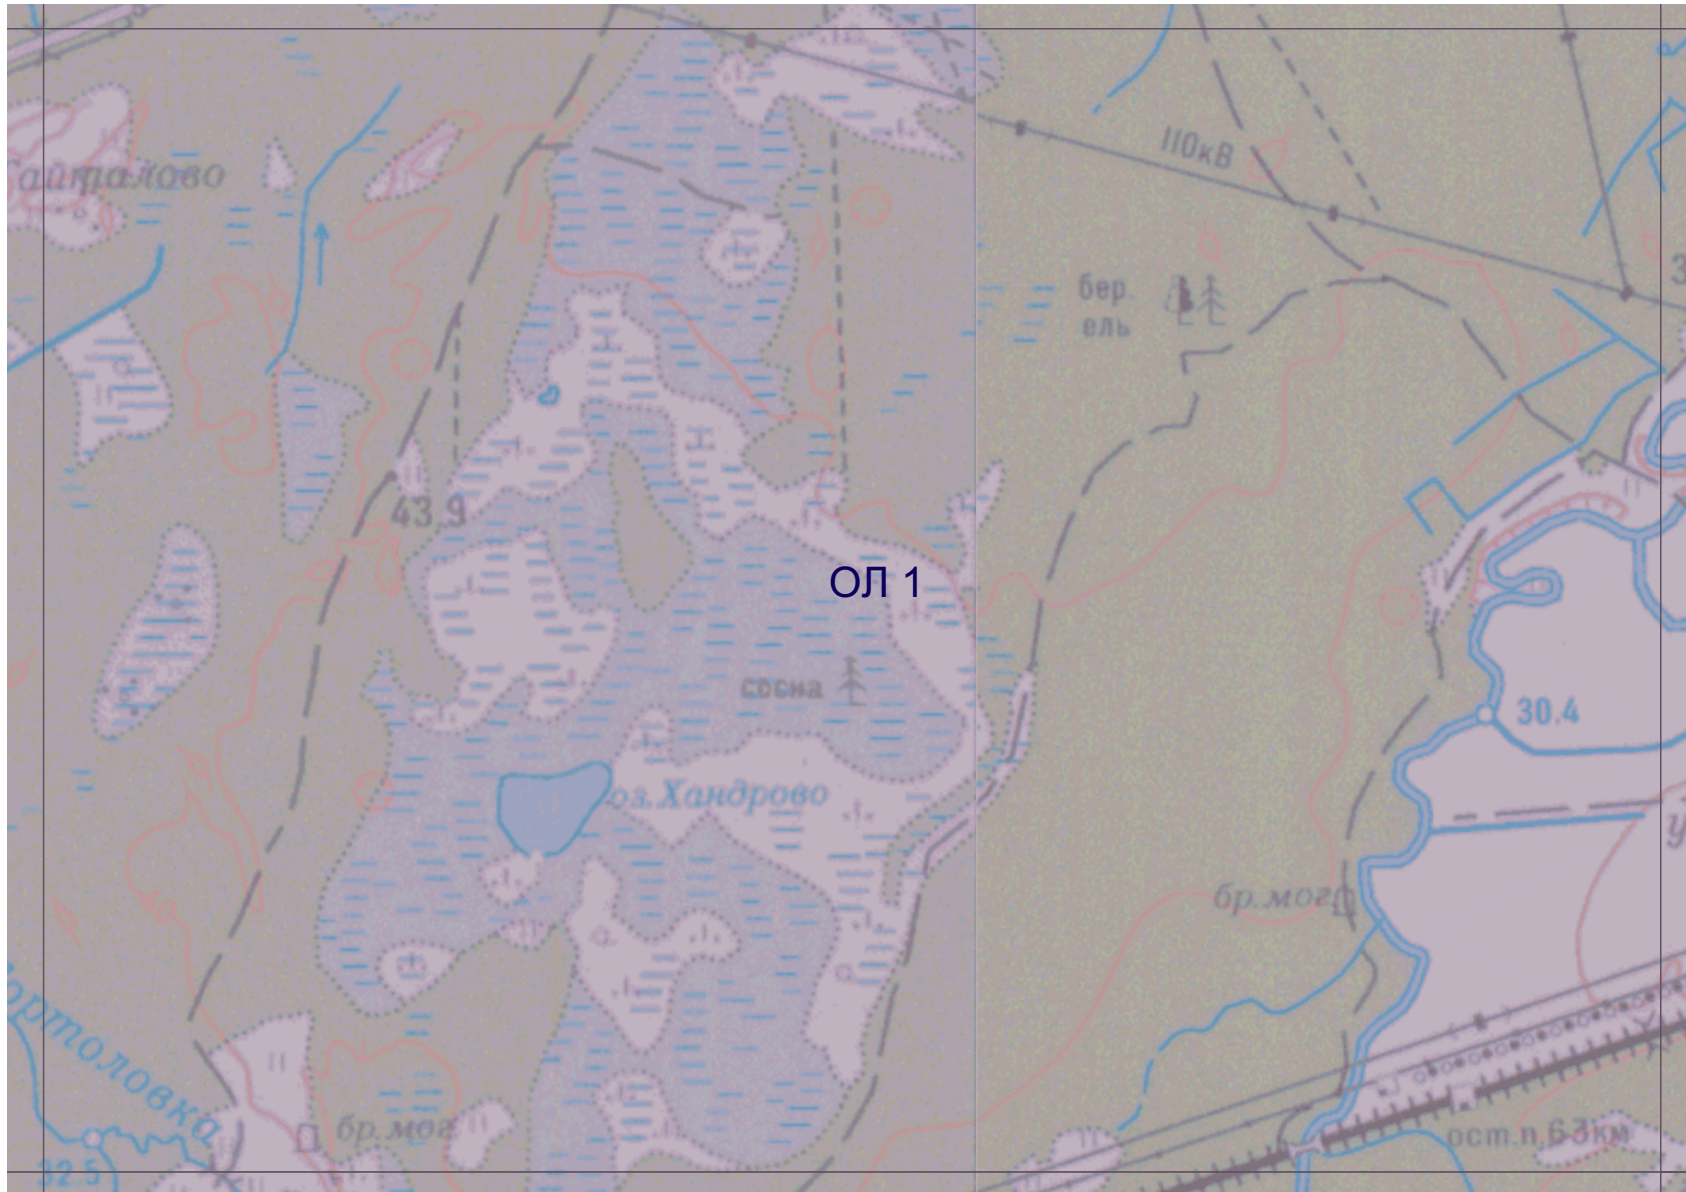 айталово
110кВ
бер.
ель
43.9
ОЛ 1
сосна
30.4
оз. Хандрово
бр.мог.
ортоловка
бр.мог.
ост.п.63км
32.5